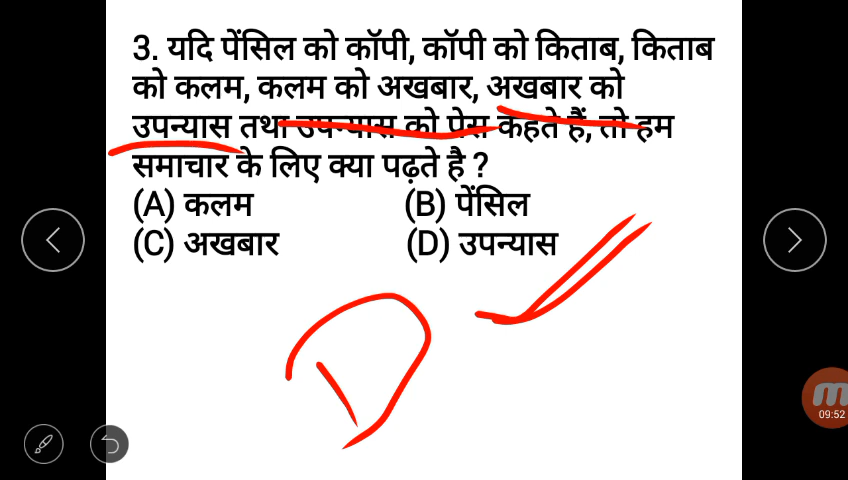 3. यदि पेंसिल को कॉपी, कॉपी को किताब, किताब
को कलम, कलम को अखबार, अखबार को
उपन्यास तथा उपन्यास को प्रेस कहते हैं, तो हम
समाचार के लिए क्या पढ़ते है ?
(A) कलम (B) पेंसिल
(C) अखबार (D) उपन्यास
D
m
09:52